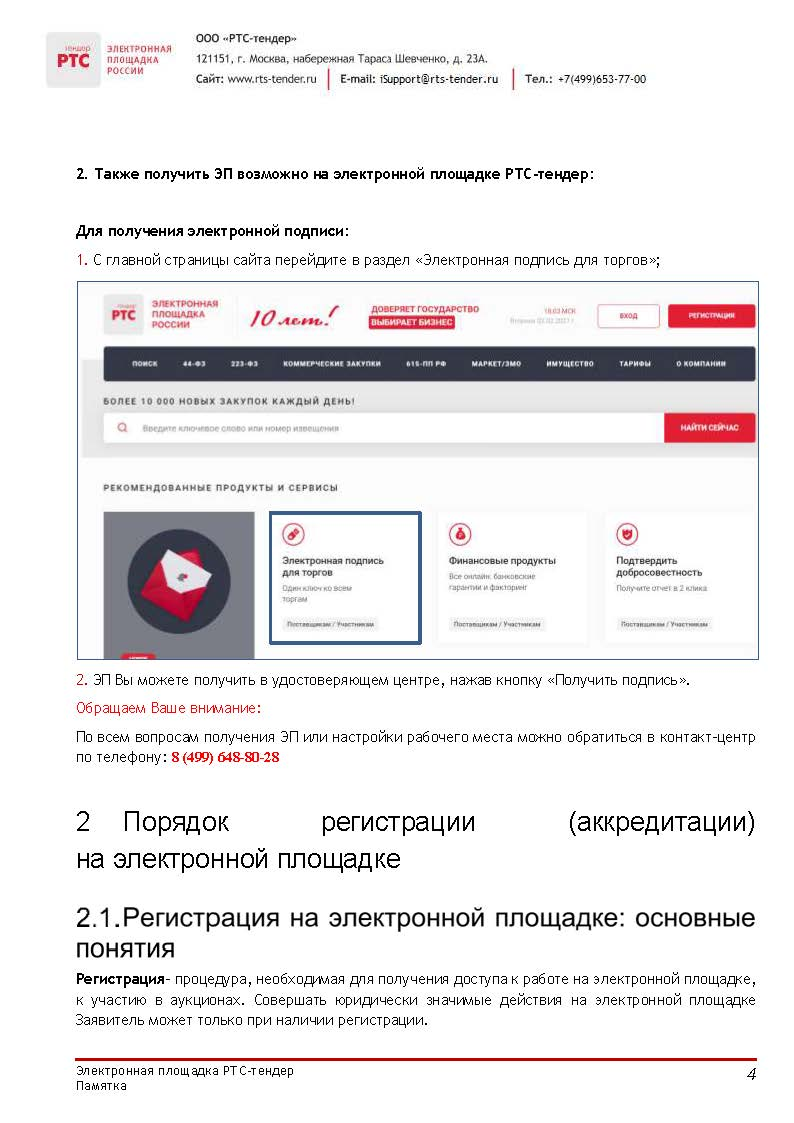 тендер
РТС
ЭЛЕКТРОННАЯ
ПЛОЩАДКА
РОССИИ
ООО «РТС-тендер»
121151, г. Москва, набережная Тараса Шевченко, д. 23А.
Сайт: www.rts-tender.ru | E-mail: iSupport@rts-tender.ru | Тел.: +7(499)653-77-00
2. Также получить ЭП возможно на электронной площадке РТС-тендер:
Для получения электронной подписи:
1. С главной страницы сайта перейдите в раздел «Электронная подпись для торгов»;
тендер
РТС
ЭЛЕКТРОННАЯ
ПЛОЩАДКА
РОССИИ
10 лет!
ДОВЕРЯЕТ ГОСУДАРСТВО
ВЫБИРАЕТ БИЗНЕС
18:03 МСК
ВХОД
РЕГИСТРАЦИЯ
ПОИСК 44-ФЗ 223-ФЗ КОММЕРЧЕСКИЕ ЗАКУПКИ 615-ПП РФ МАРКЕТ/ЗМО ИМУЩЕСТВО ТАРИФЫ О КОМПАНИИ
БОЛЕЕ 10 000 НОВЫХ ЗАКУПОК КАЖДЫЙ ДЕНЬ!
Введите ключевое слово или номер извещения
НАЙТИ СЕЙЧАС
РЕКОМЕНДОВАННЫЕ ПРОДУКТЫ И СЕРВИСЫ
Электронная подпись
для торгов
Один ключ ко всем
торгам
Поставщикам / Участникам
Финансовые продукты
Все онлайн: банковские
гарантии и факторинг
Поставщикам / Участникам
Подтвердить
добросовестность
Получите отчет в 2 клика
Поставщикам / Участникам
2. ЭП Вы можете получить в удостоверяющем центре, нажав кнопку «Получить подпись».
Обращаем Ваше внимание:
По всем вопросам получения ЭП или настройки рабочего места можно обратиться в контакт-центр
по телефону: 8 (499) 648-80-28
2 Порядок регистрации (аккредитации)
на электронной площадке
2.1.Регистрация на электронной площадке: основные
понятия
Регистрация- процедура, необходимая для получения доступа к работе на электронной площадке,
к участию в аукционах. Совершать юридически значимые действия на электронной площадке
Заявитель может только при наличии регистрации.
Электронная площадка РТС-тендер
Памятка
4